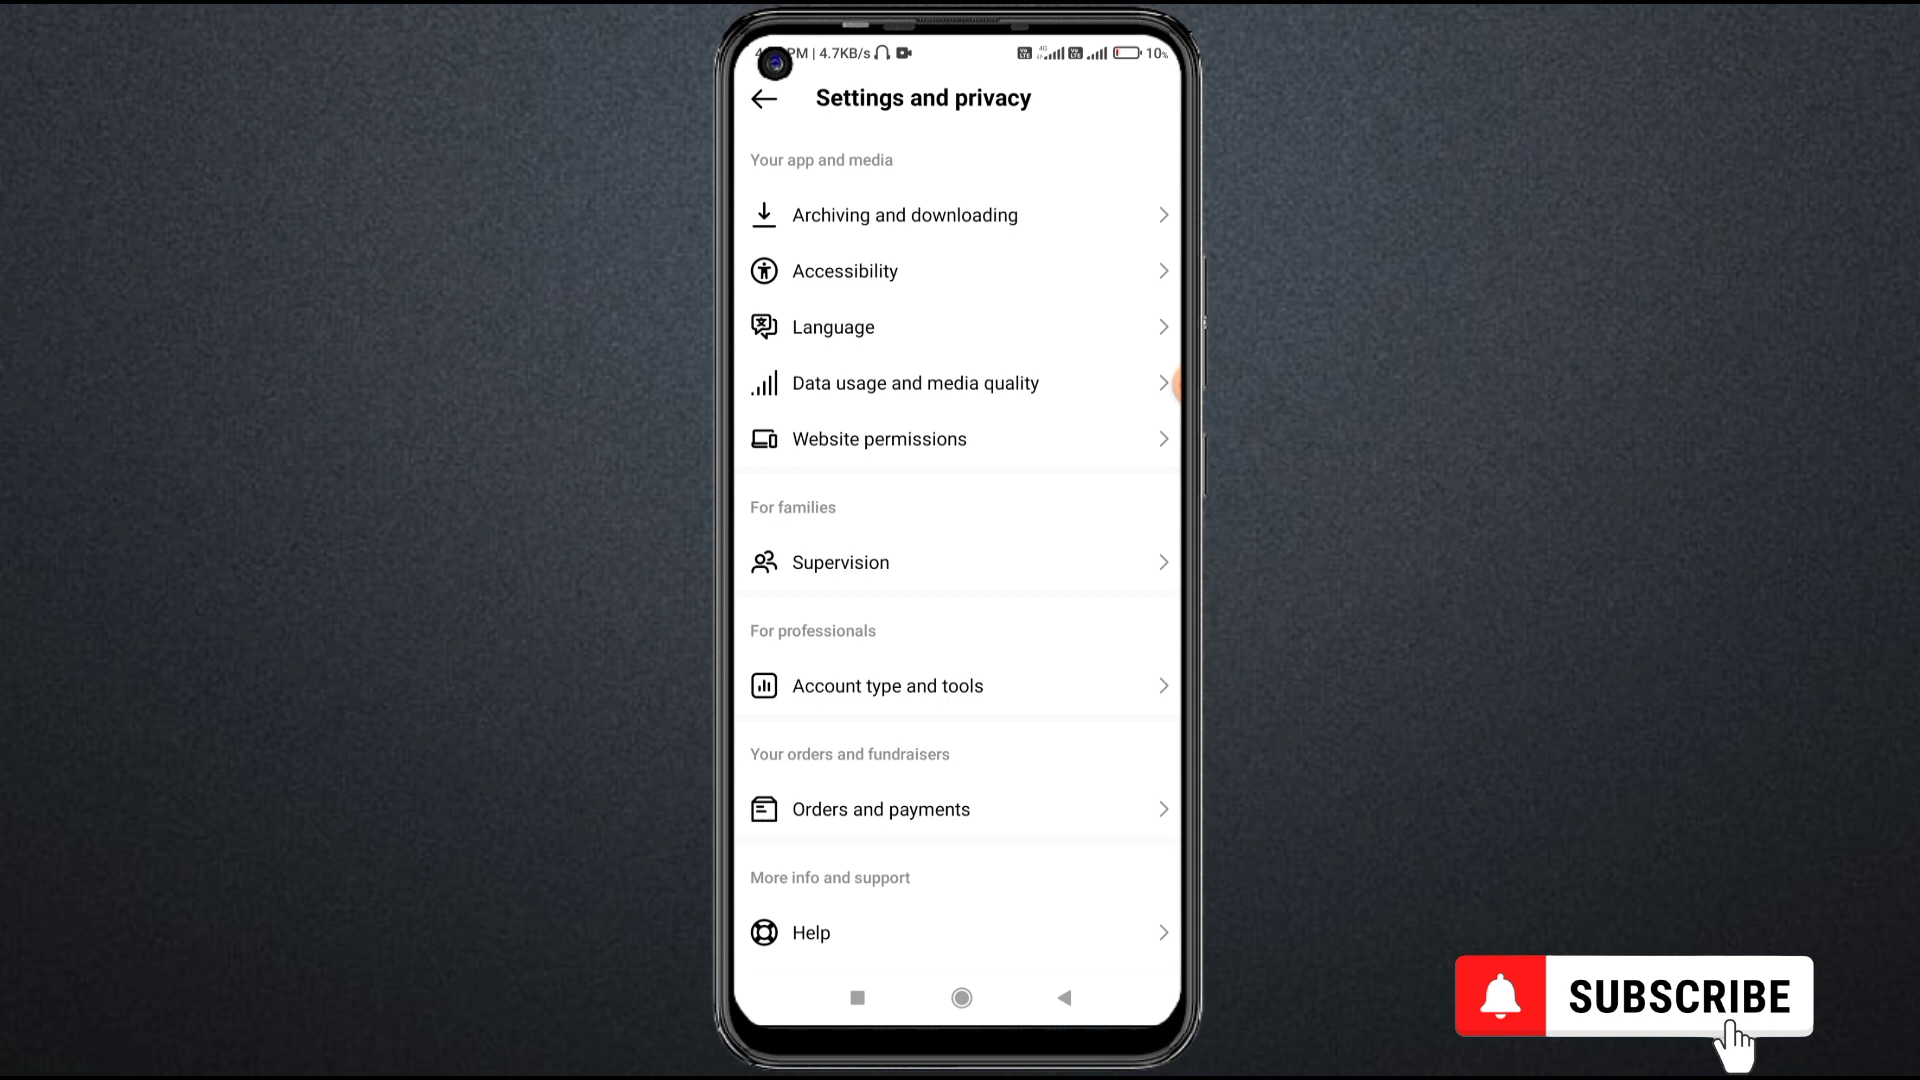 PM | 4.7KB/s 4G 10%
Settings and privacy
Your app and media
Archiving and downloading
Accessibility
Language
Data usage and media quality
Website permissions
For families
Supervision
For professionals
Account type and tools
Your orders and fundraisers
Orders and payments
More info and support
Help
SUBSCRIBE